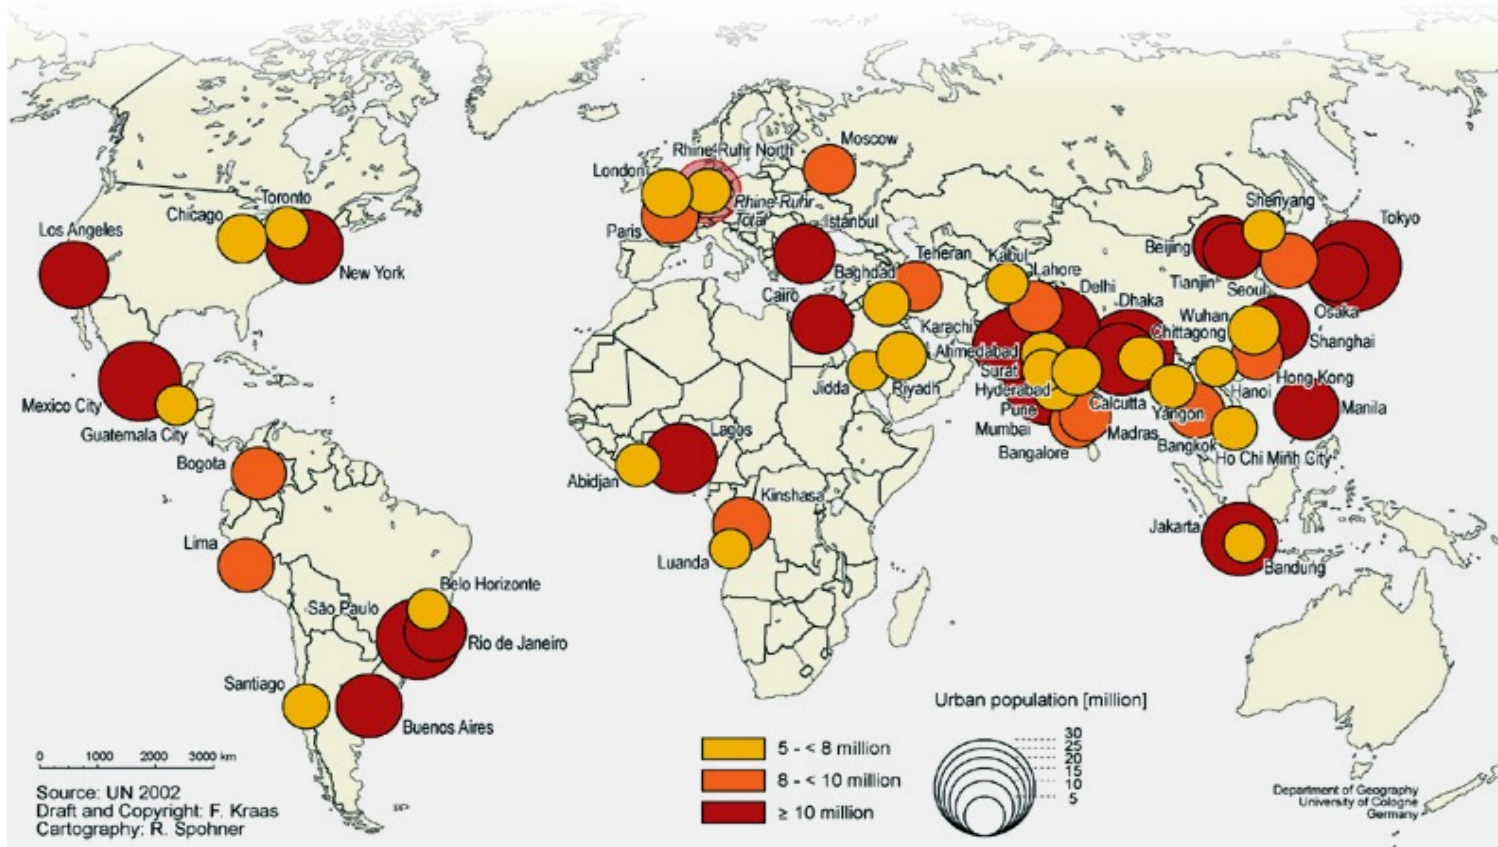 Moscow
Rhine-Ruhr North
London
Rhine-Ruhr
Total
Paris
Istanbul
Toronto
Chicago
Los Angeles
New York
Shenyang
Tokyo
Beijing
Tianjin
Seoul
Osaka
Teheran
Kabul
Baghdad
Lahore
Cairo
Delhi
Dhaka
Karachi
Wuhan
Chittagong
Shanghai
Ahmedabad
Surat
Jidda
Riyadh
Hyderabad
Hong Kong
Hanoi
Mexico City
Pune
Calcutta
Yangon
Manila
Guatemala City
Mumbai
Madras
Bangalore
Bangkok
Ho Chi Minh City
Lagos
Bogota
Abidjan
Kinshasa
Jakarta
Lima
Luanda
Bandung
Belo Horizonte
São Paulo
Rio de Janeiro
Santiago
Buenos Aires
0 1000 2000 3000 km
Source: UN 2002
Draft and Copyright: F. Kraas
Cartography: R. Spohner
5 - < 8 million
8 - < 10 million
≥ 10 million
Urban population [million]
30
25
20
15
10
5
Department of Geography
University of Cologne
Germany